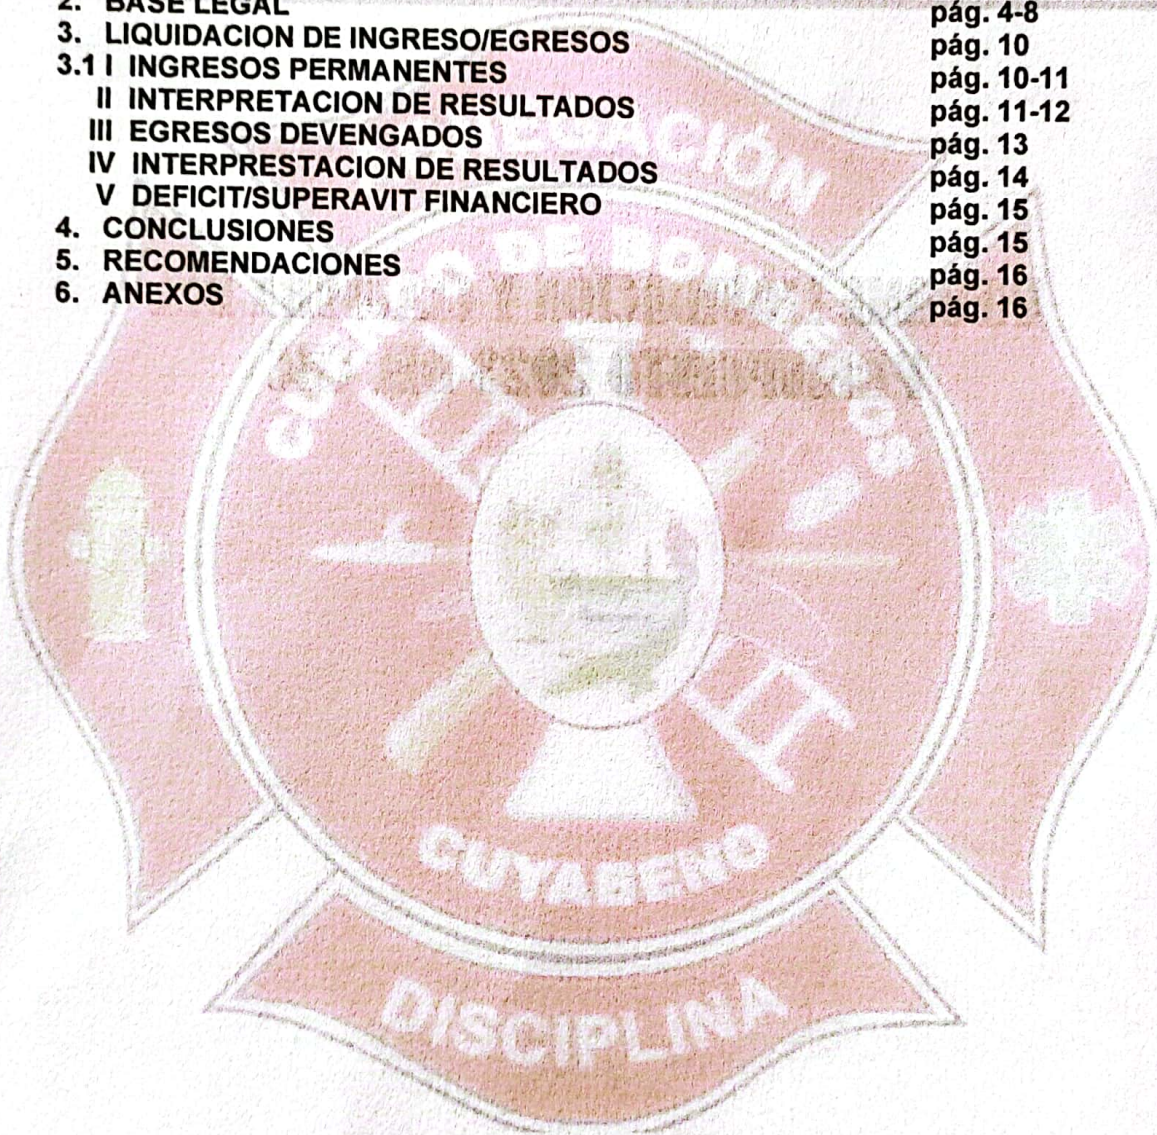 2. BASE LEGAL pág. 4-8
3. LIQUIDACION DE INGRESO/EGRESOS pág. 10
3.1 I INGRESOS PERMANENTES pág. 10-11
II INTERPRETACION DE RESULTADOS pág. 11-12
III EGRESOS DEVENGADOS pág. 13
IV INTERPRESTACION DE RESULTADOS pág. 14
V DEFICIT/SUPERAVIT FINANCIERO pág. 15
4. CONCLUSIONES pág. 15
5. RECOMENDACIONES pág. 16
6. ANEXOS pág. 16
CUERPO DE BOMBEROS
CUYABENO
DISCIPLINA